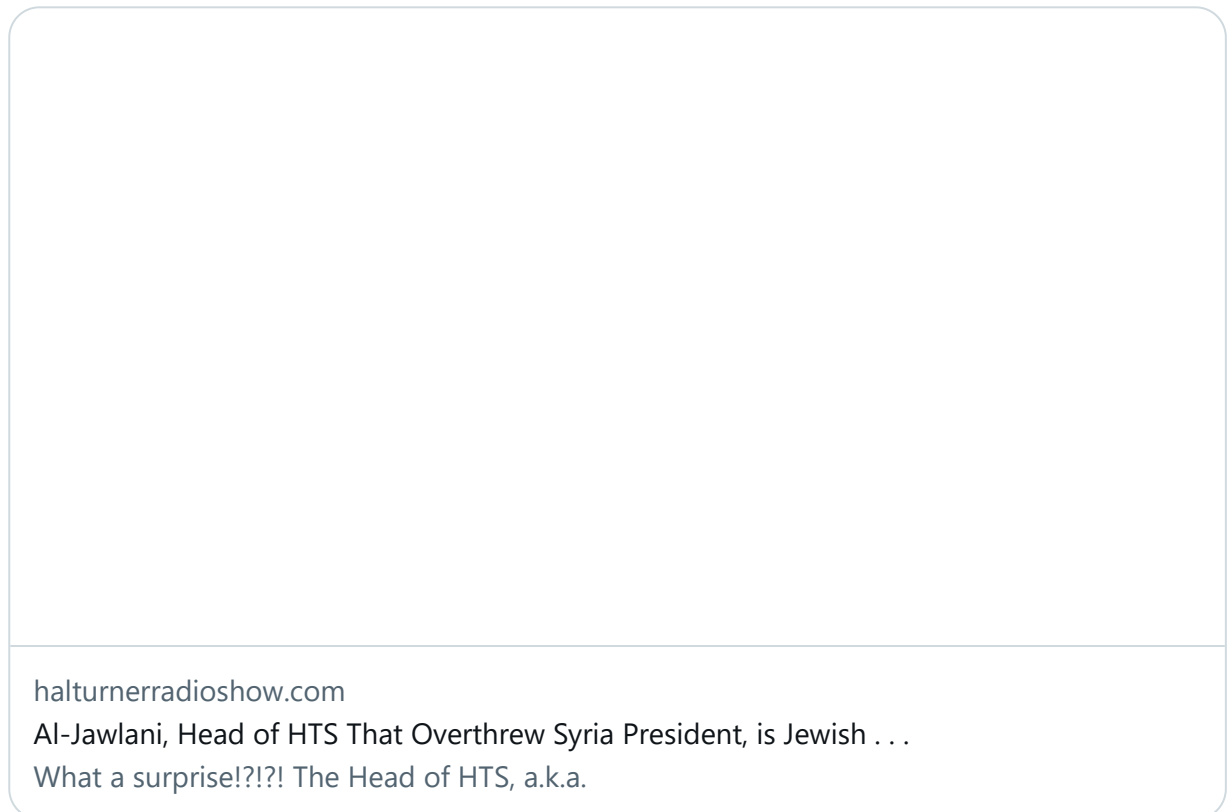 halturnerradioshow.com
Al-Jawlani, Head of HTS That Overthrew Syria President, is Jewish . . .
What a surprise!?!?! The Head of HTS, a.k.a.